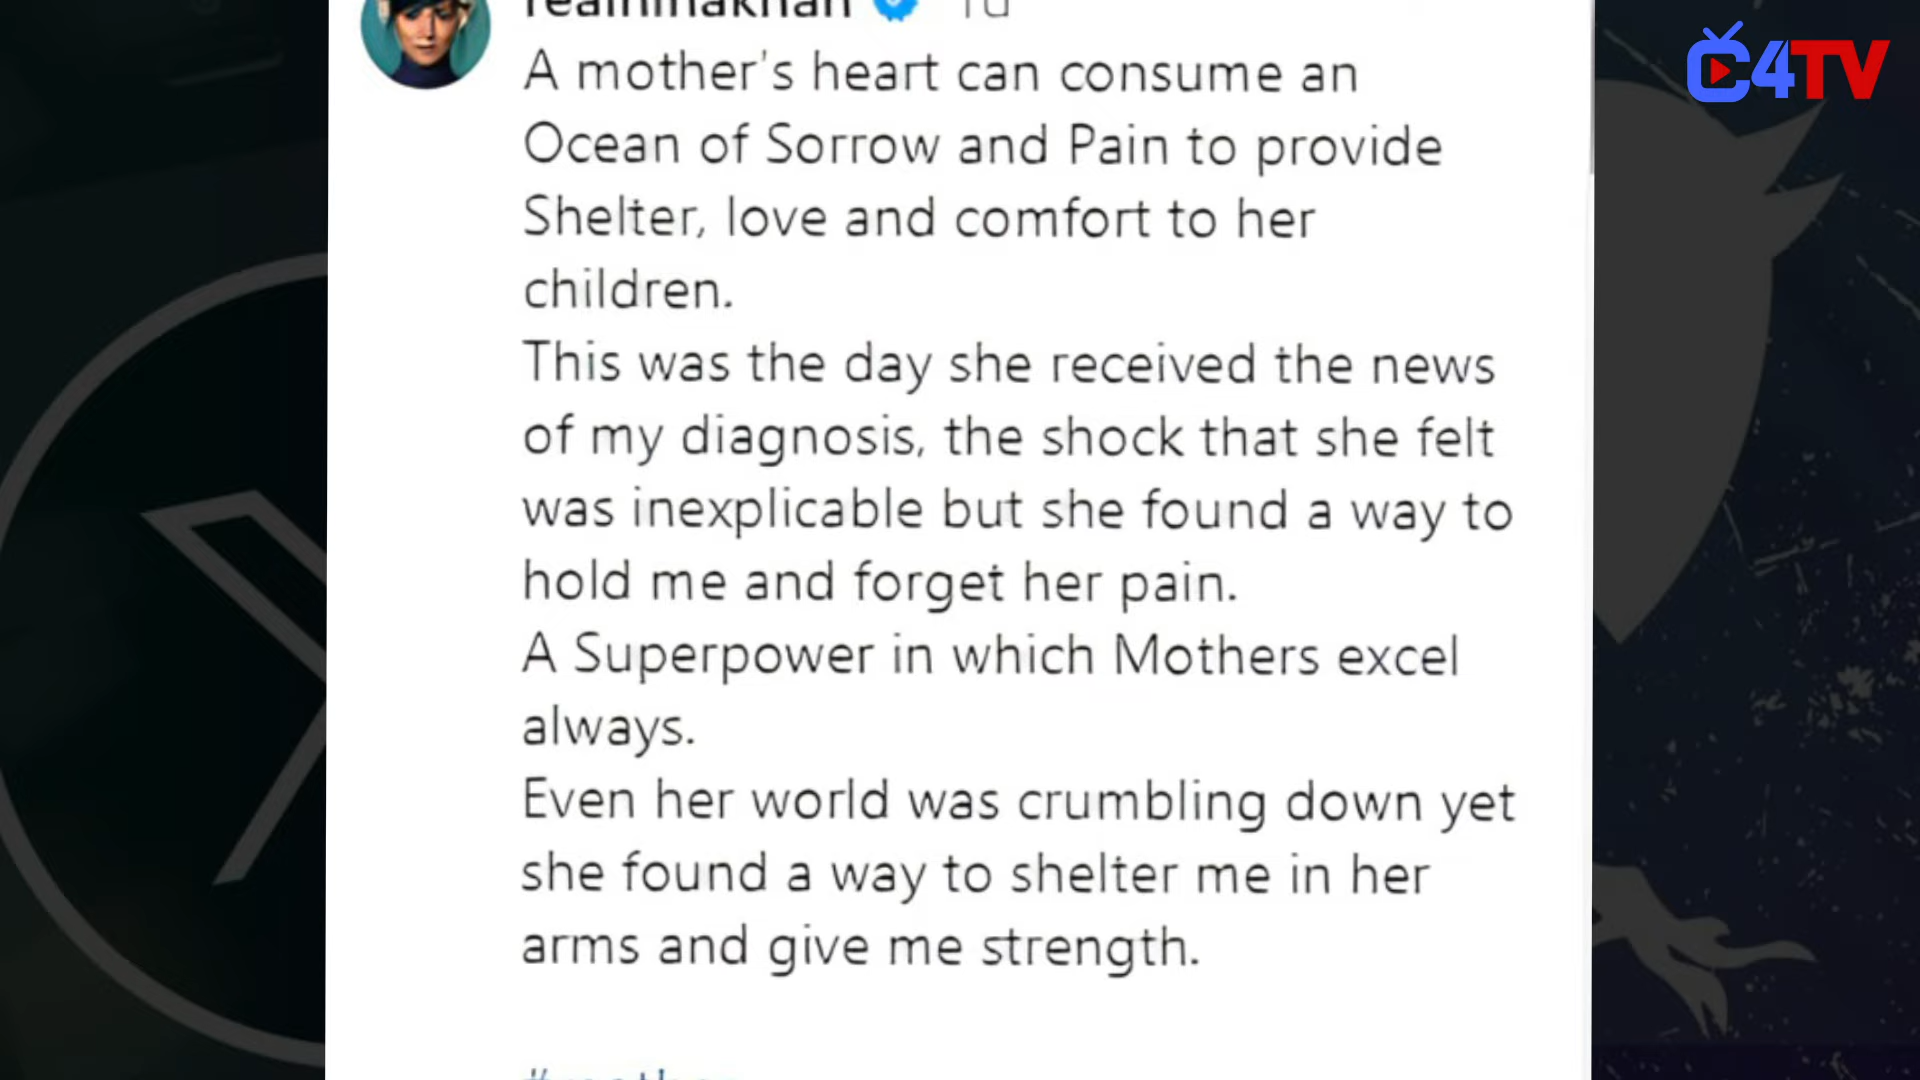 realhinakhan 1d
C4TV
A mother's heart can consume an
Ocean of Sorrow and Pain to provide
Shelter, love and comfort to her
children.
This was the day she received the news
of my diagnosis, the shock that she felt
was inexplicable but she found a way to
hold me and forget her pain.
A Superpower in which Mothers excel
always.
Even her world was crumbling down yet
she found a way to shelter me in her
arms and give me strength.